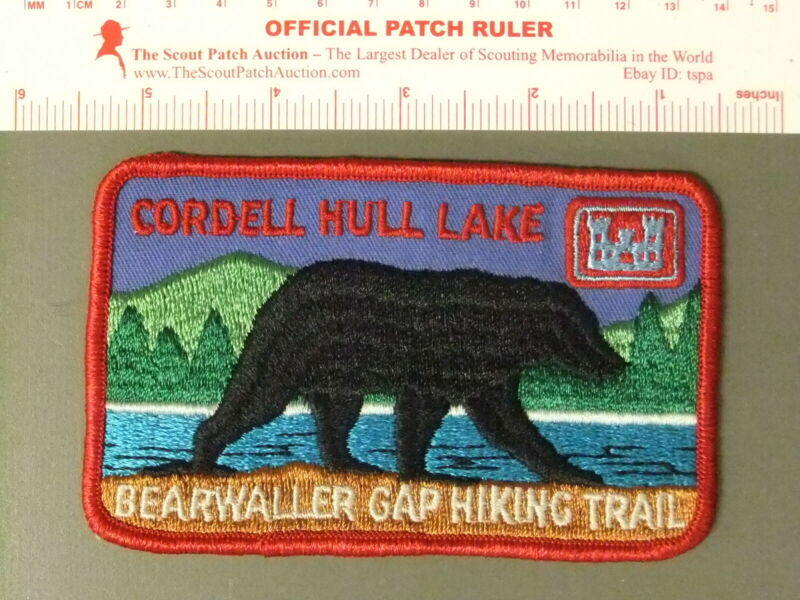 MM 1CM 2 3 4 5 6 7 8 9 10 11 12 13 14 15
OFFICIAL PATCH RULER
The Scout Patch Auction – The Largest Dealer of Scouting Memorabilia in the World
www.TheScoutPatchAuction.com Ebay ID: tspa
6 5 4 3 2 1 Inches
CORDELL HULL LAKE
BEARWALLER GAP HIKING TRAIL